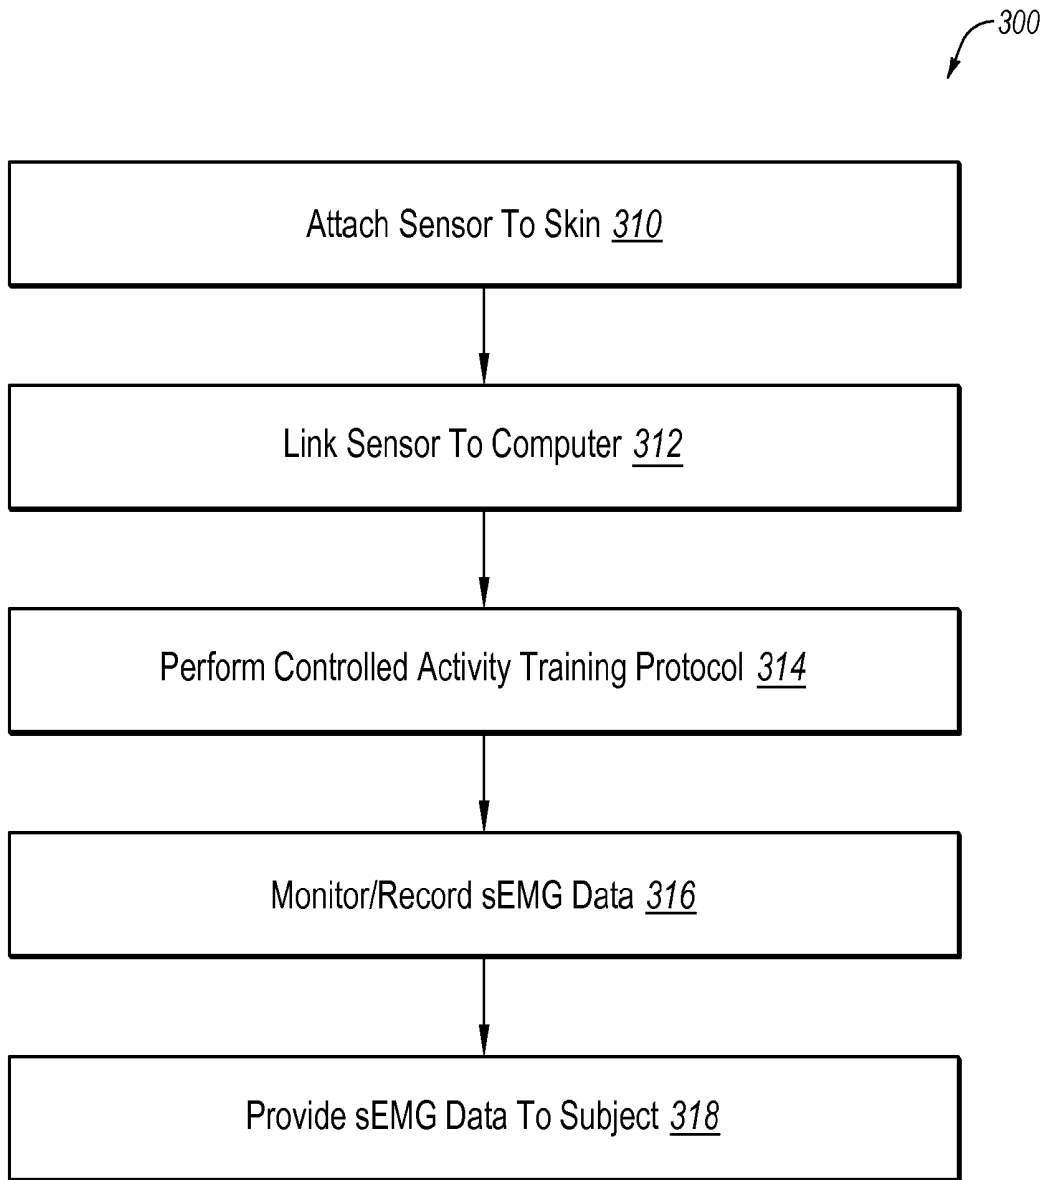 300
Attach Sensor To Skin 310
Link Sensor To Computer 312
Perform Controlled Activity Training Protocol 314
Monitor/Record sEMG Data 316
Provide sEMG Data To Subject 318